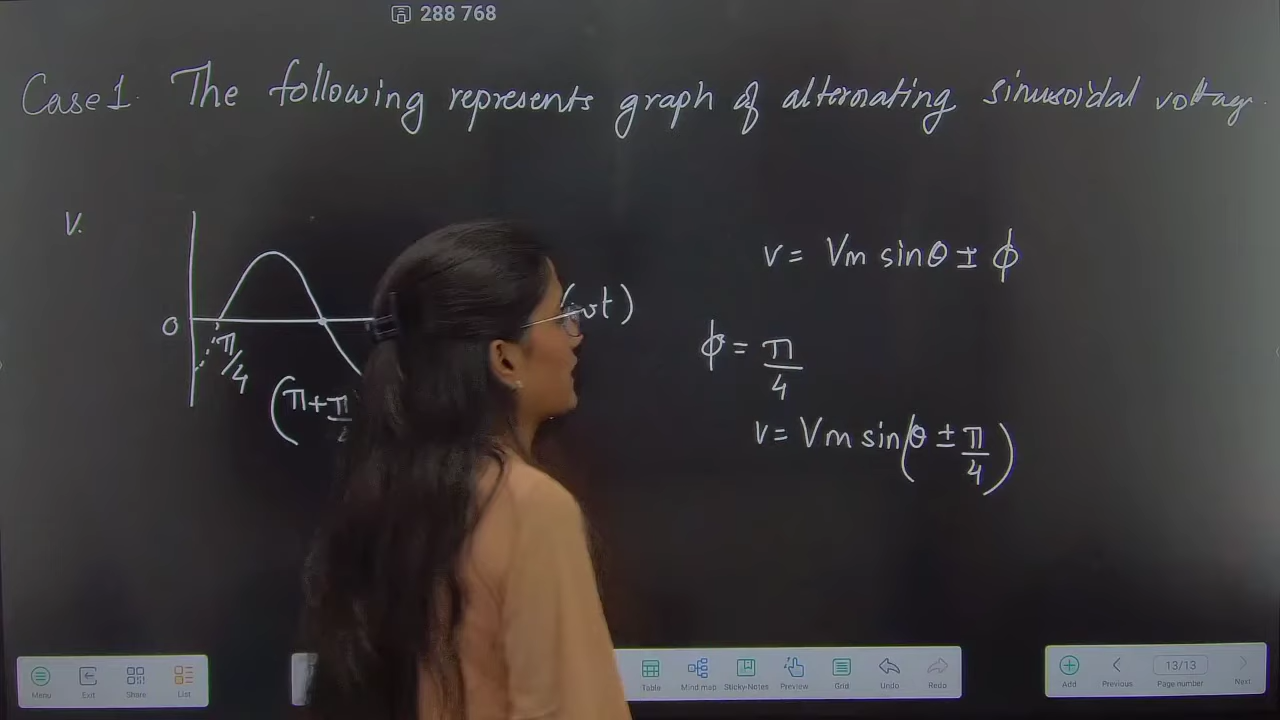 288 768
Case 1. The following represents graph of alternating sinusoidal voltage.
V.
0
π/4
(π+π
(ωt)
v = Vm sinθ ± ϕ
ϕ = π/4
v = Vm sin(θ ± π/4)
Menu
Exit
Share
List
Table
Mind map
Sticky-Notes
Preview
Grid
Undo
Redo
Add
Previous
13/13
Page number
Next